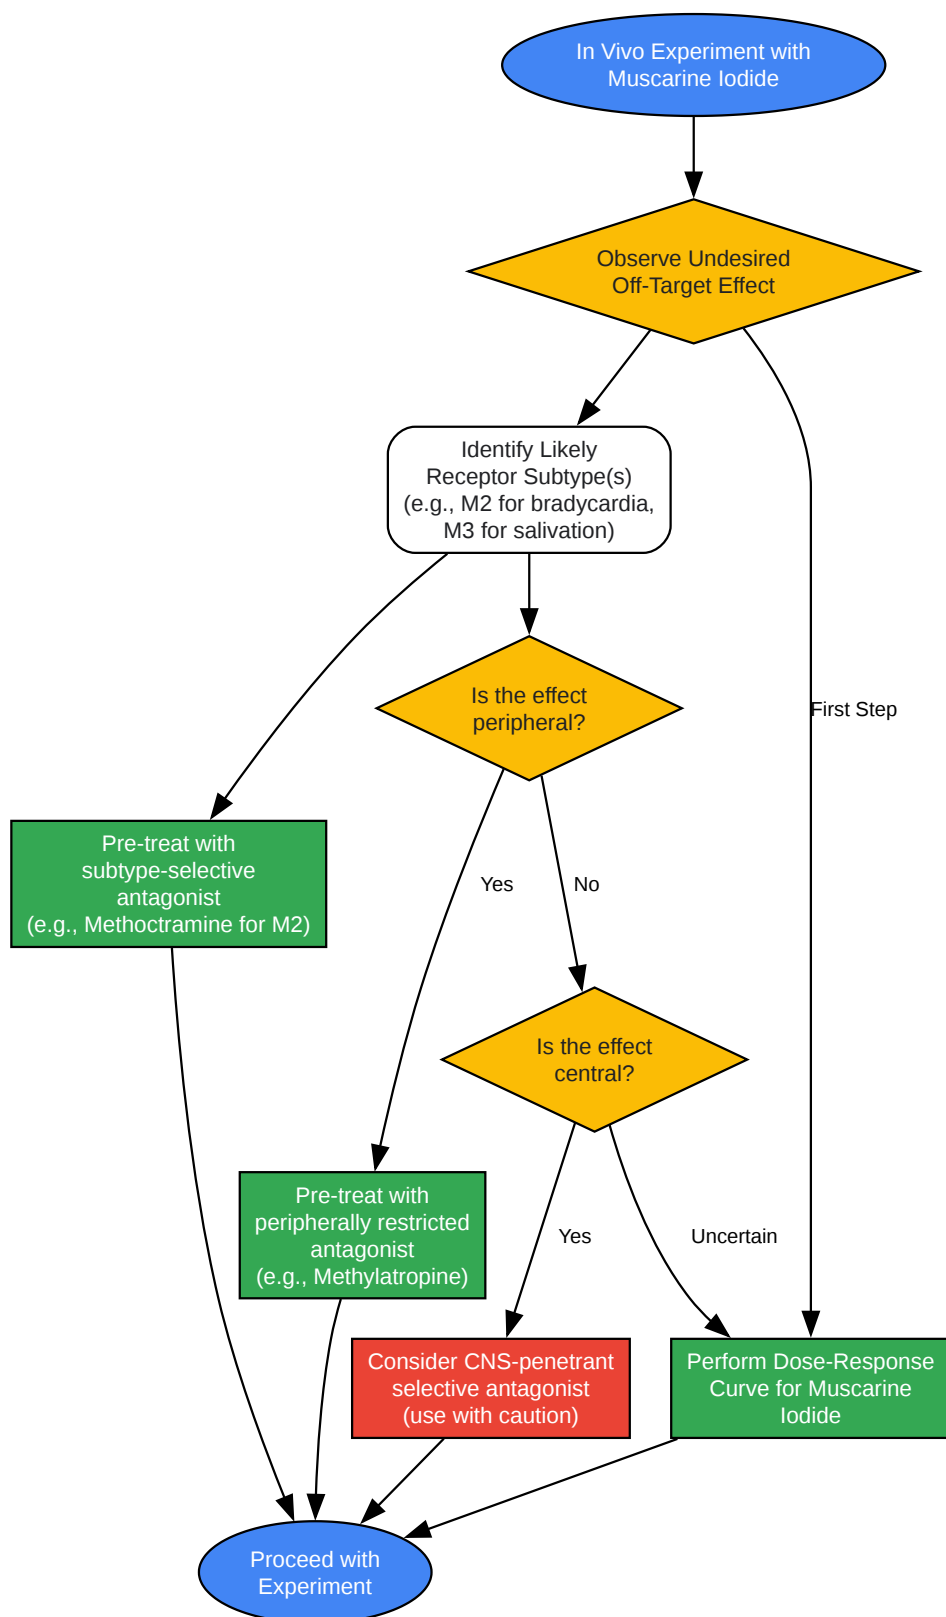 In Vivo Experiment with
Muscarine Iodide
Observe Undesired
Off-Target Effect
Identify Likely
Receptor Subtype(s)
(e.g., M2 for bradycardia,
M3 for salivation)
Is the effect
peripheral?
First Step
Pre-treat with
subtype-selective
antagonist
(e.g., Methoctramine for M2)
Yes
No
Is the effect
central?
Pre-treat with
peripherally restricted
antagonist
(e.g., Methylatropine)
Yes
Uncertain
Consider CNS-penetrant
selective antagonist
(use with caution)
Perform Dose-Response
Curve for Muscarine
Iodide
Proceed with
Experiment